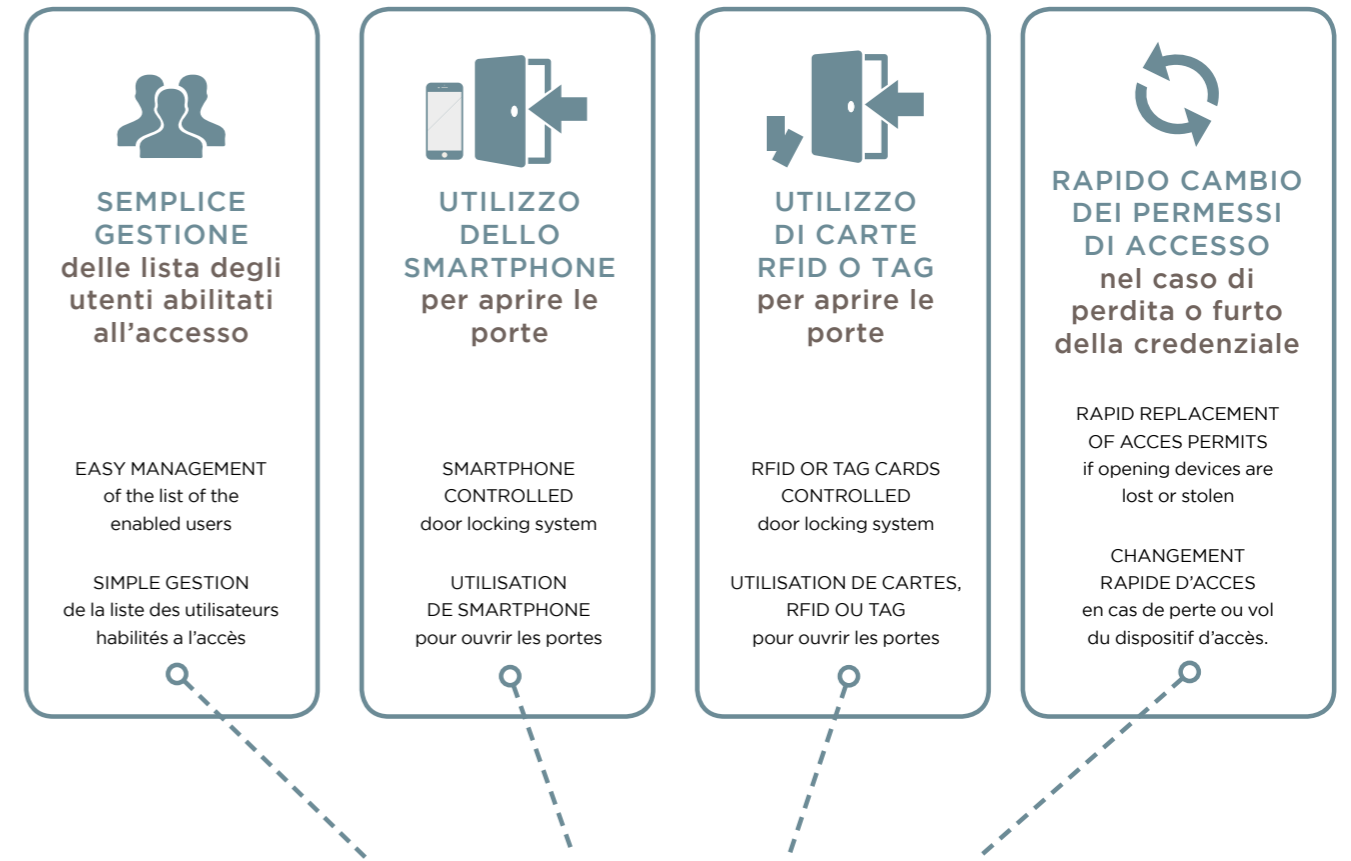 SEMPLICE
GESTIONE
delle lista degli
utenti abilitati
all’accesso
EASY MANAGEMENT
of the list of the
enabled users
SIMPLE GESTION
de la liste des utilisateurs
habilités a l’accès
UTILIZZO
DELLO
SMARTPHONE
per aprire le
porte
SMARTPHONE
CONTROLLED
door locking system
UTILISATION
DE SMARTPHONE
pour ouvrir les portes
UTILIZZO
DI CARTE
RFID O TAG
per aprire le
porte
RFID OR TAG CARDS
CONTROLLED
door locking system
UTILISATION DE CARTES,
RFID OU TAG
pour ouvrir les portes
RAPIDO CAMBIO
DEI PERMESSI
DI ACCESSO
nel caso di
perdita o furto
della credenziale
RAPID REPLACEMENT
OF ACCES PERMITS
if opening devices are
lost or stolen
CHANGEMENT
RAPIDE D’ACCES
en cas de perte ou vol
du dispositif d’accès.